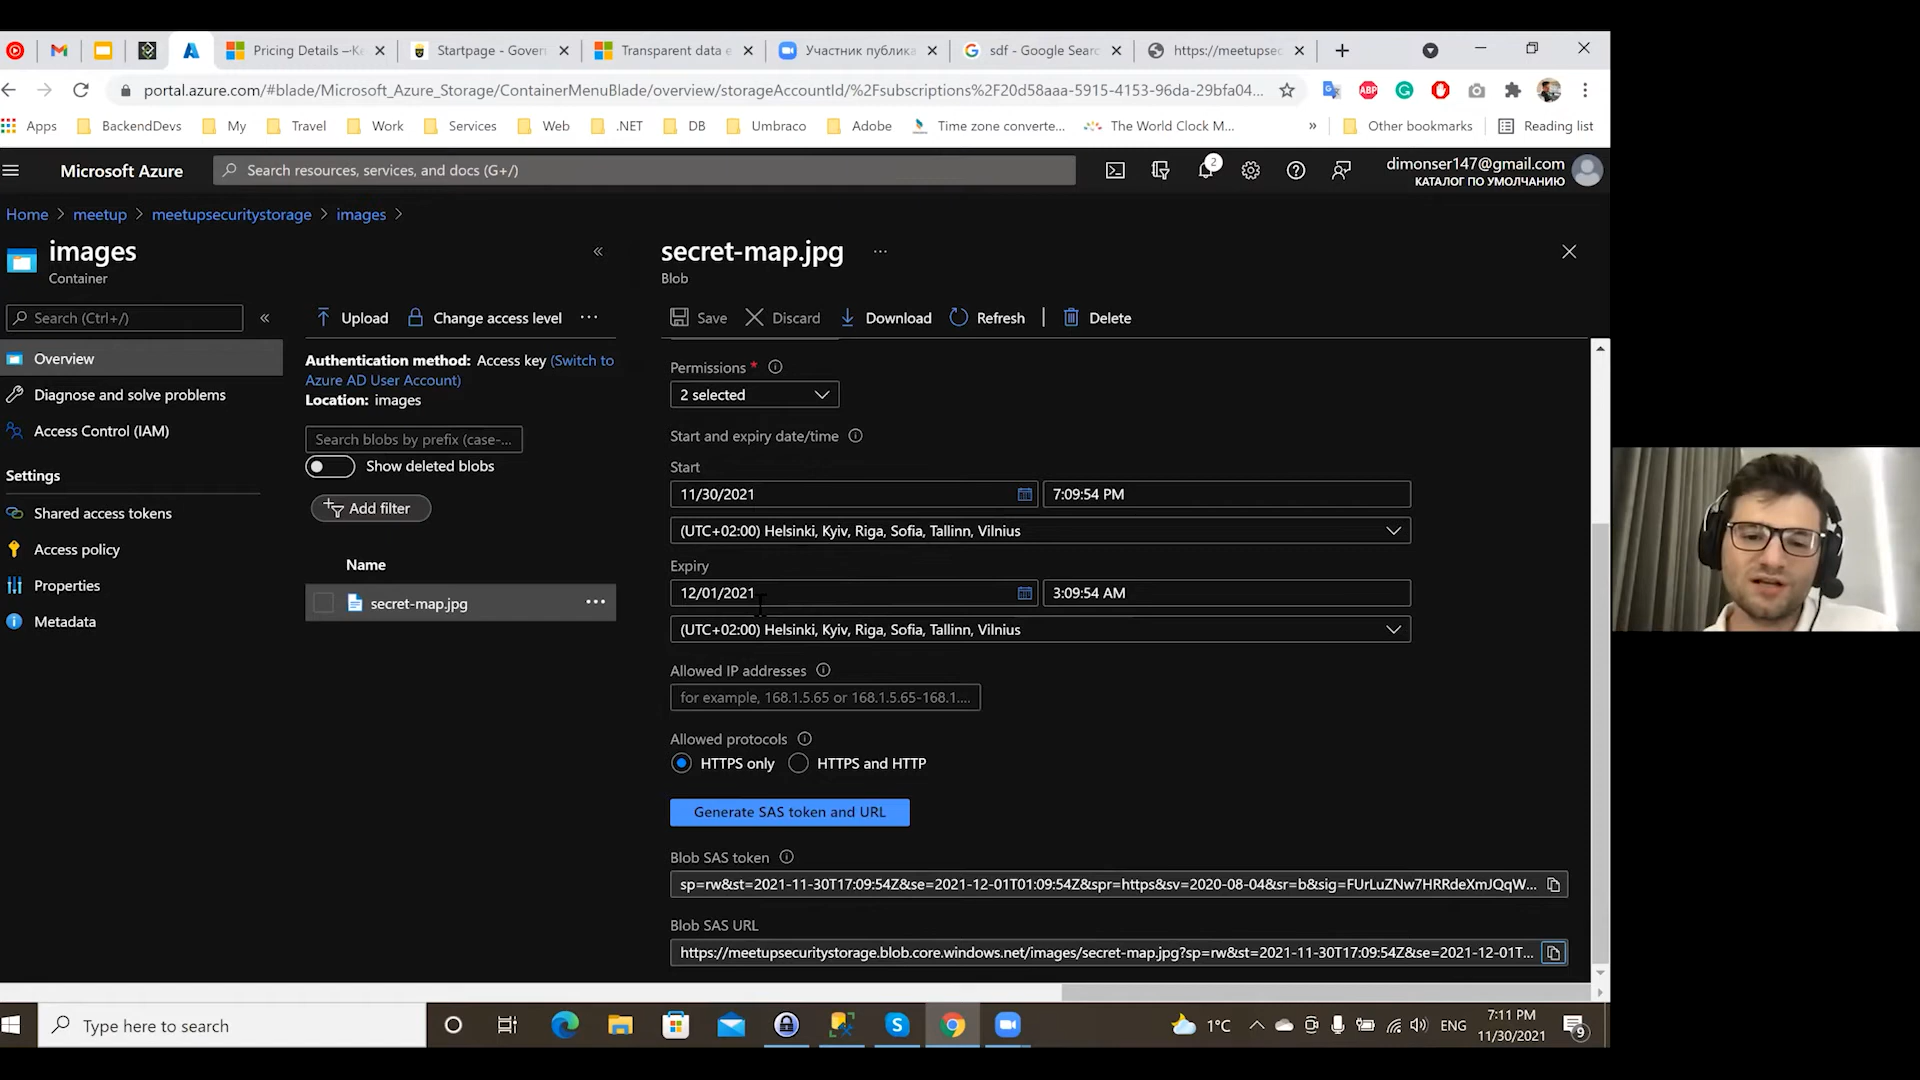 Pricing Details – Ke
Startpage - Gover
Transparent data e
Участник публика
sdf - Google Searc
https://meetupsec
portal.azure.com/#blade/Microsoft_Azure_Storage/ContainerMenuBlade/overview/storageAccountId/%2Fsubscriptions%2F20d58aaa-5915-4153-96da-29bfa04...
Apps
BackendDevs
My
Travel
Work
Services
Web
.NET
DB
Umbraco
Adobe
Time zone converte...
The World Clock M...
»
Other bookmarks
Reading list
Microsoft Azure
Search resources, services, and docs (G+/)
2
dimonser147@gmail.com
КАТАЛОГ ПО УМОЛЧАНИЮ
Home > meetup > meetupsecuritystorage > images >
images
Container
«
secret-map.jpg
...
Blob
Search (Ctrl+/)
«
Upload
Change access level
...
Save
Discard
Download
Refresh
Delete
Overview
Diagnose and solve problems
Access Control (IAM)
Settings
Shared access tokens
Access policy
Properties
Metadata
Authentication method: Access key (Switch to
Azure AD User Account)
Location: images
Search blobs by prefix (case-...
Show deleted blobs
Add filter
Name
secret-map.jpg
...
Permissions *
2 selected
Start and expiry date/time
Start
11/30/2021
7:09:54 PM
(UTC+02:00) Helsinki, Kyiv, Riga, Sofia, Tallinn, Vilnius
Expiry
12/01/2021
3:09:54 AM
(UTC+02:00) Helsinki, Kyiv, Riga, Sofia, Tallinn, Vilnius
Allowed IP addresses
for example, 168.1.5.65 or 168.1.5.65-168.1....
Allowed protocols
HTTPS only
HTTPS and HTTP
Generate SAS token and URL
Blob SAS token
sp=rw&st=2021-11-30T17:09:54Z&se=2021-12-01T01:09:54Z&spr=https&sv=2020-08-04&sr=b&sig=FUrLuZNw7HRRdeXmJQqW...
Blob SAS URL
https://meetupsecuritystorage.blob.core.windows.net/images/secret-map.jpg?sp=rw&st=2021-11-30T17:09:54Z&se=2021-12-01T...
Type here to search
1°C
ENG
7:11 PM
11/30/2021
9